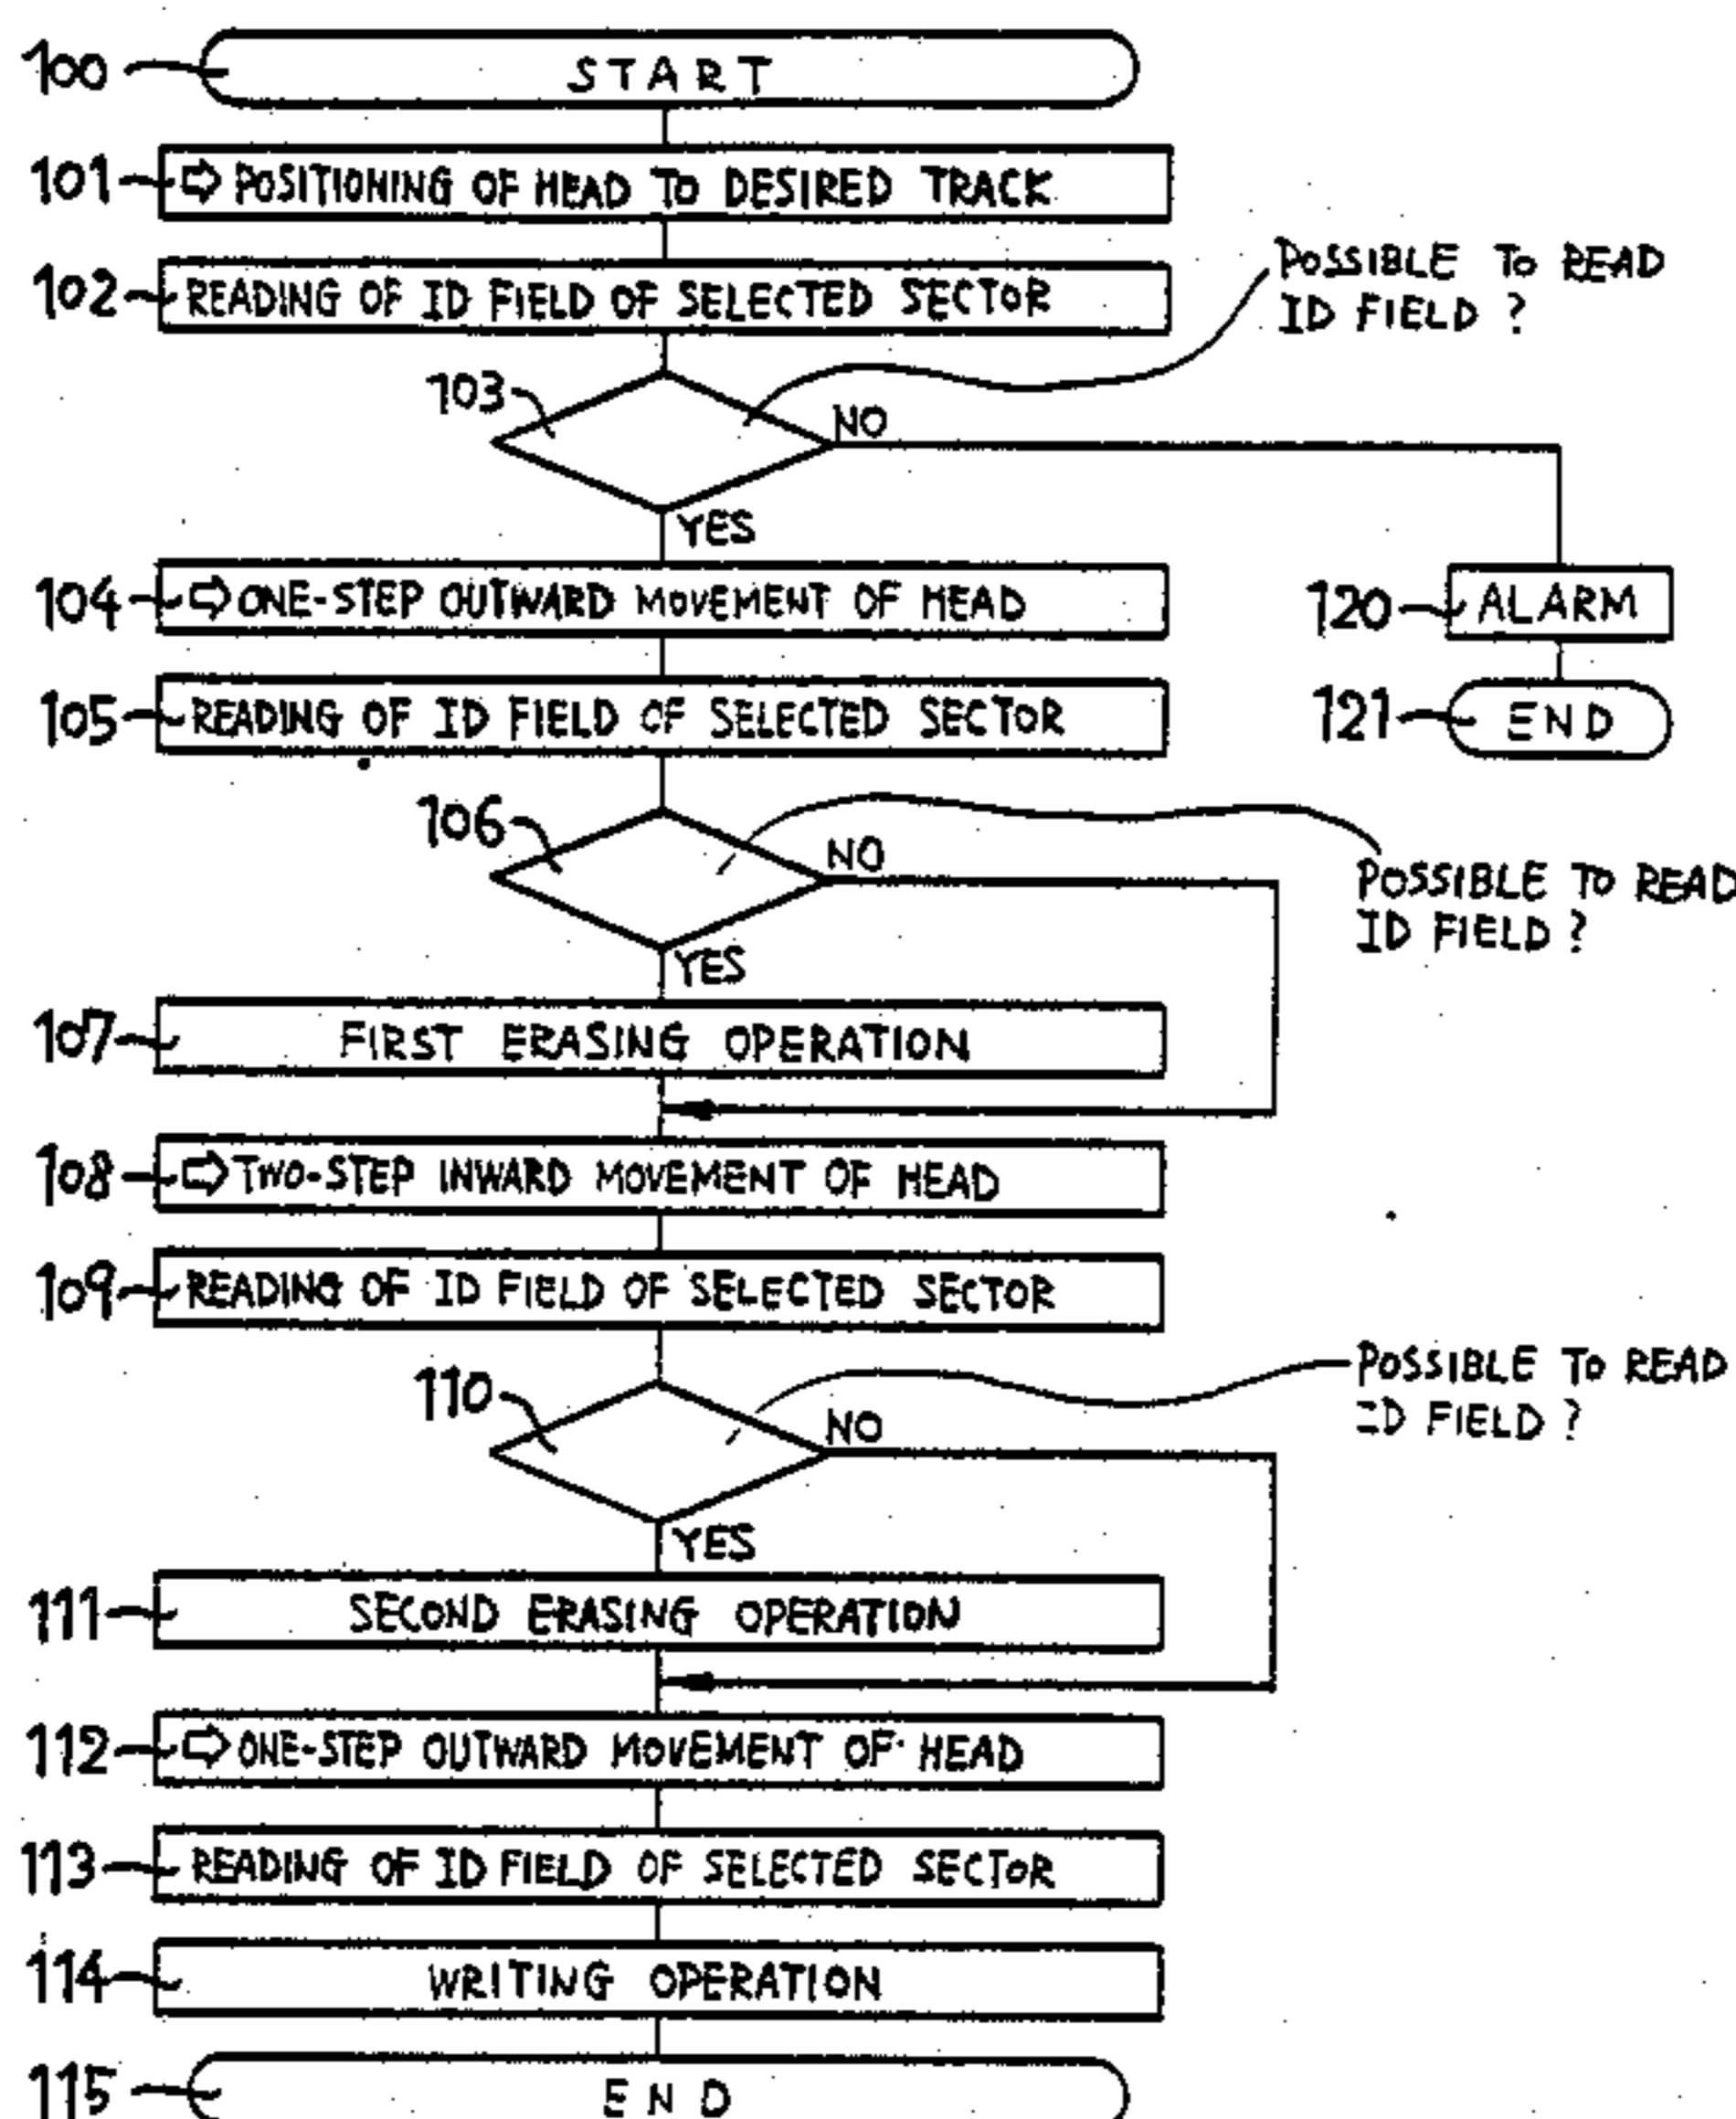 100 START
101 ⇨ POSITIONING OF HEAD TO DESIRED TRACK
102 READING OF ID FIELD OF SELECTED SECTOR
POSSIBLE TO READ
ID FIELD ?
103
NO
YES
104 ⇨ ONE-STEP OUTWARD MOVEMENT OF HEAD
120 ALARM
105 READING OF ID FIELD OF SELECTED SECTOR
121 END
106
NO
POSSIBLE TO READ
ID FIELD ?
YES
107 FIRST ERASING OPERATION
108 ⇨ TWO-STEP INWARD MOVEMENT OF HEAD
109 READING OF ID FIELD OF SELECTED SECTOR
POSSIBLE TO READ
ID FIELD ?
110
NO
YES
111 SECOND ERASING OPERATION
112 ⇨ ONE-STEP OUTWARD MOVEMENT OF HEAD
113 READING OF ID FIELD OF SELECTED SECTOR
114 WRITING OPERATION
115 END